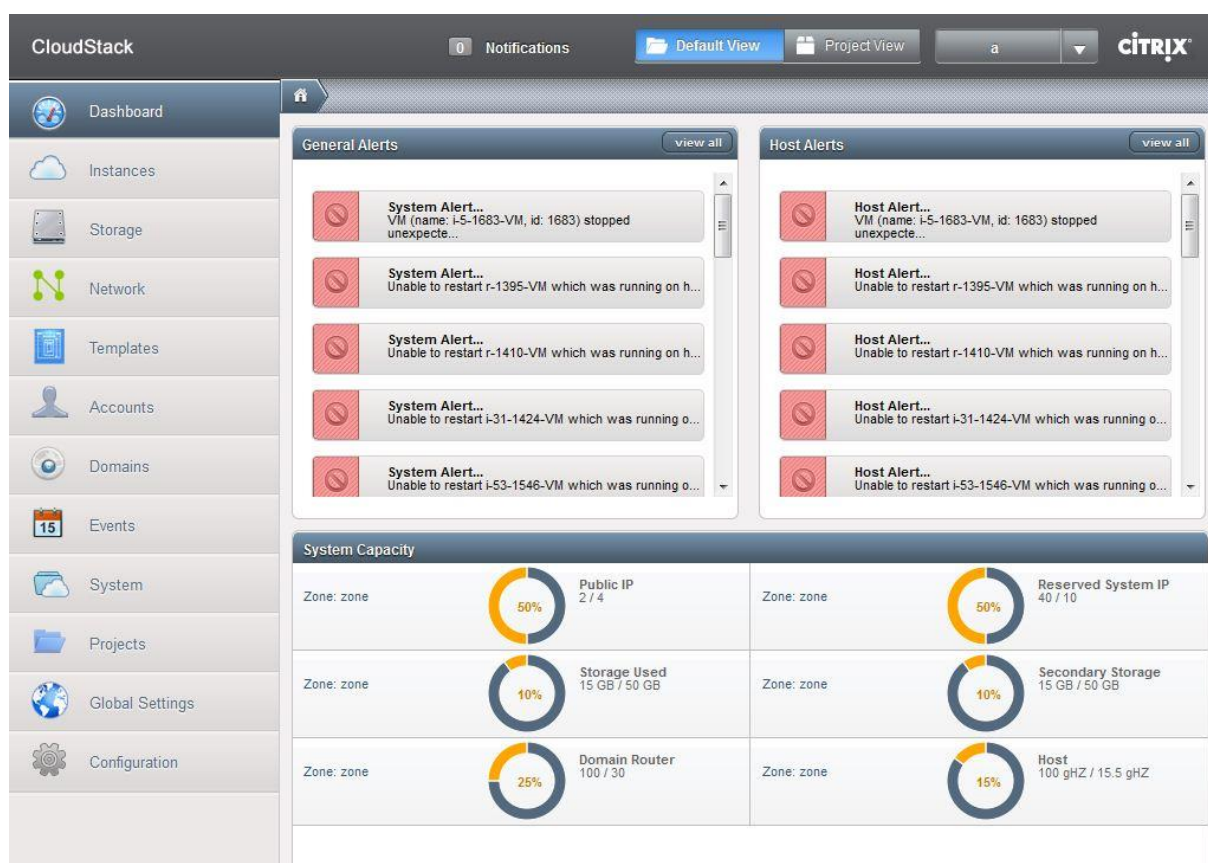 CloudStack
0 Notifications
Default View
Project View
a
CİTRIX
Dashboard
Instances
Storage
Network
Templates
Accounts
Domains
15
Events
System
Projects
Global Settings
Configuration
General Alerts
view all
System Alert...
VM (name: i-5-1683-VM, id: 1683) stopped
unexpecte...
System Alert...
Unable to restart r-1395-VM which was running on h...
System Alert...
Unable to restart r-1410-VM which was running on h...
System Alert...
Unable to restart i-31-1424-VM which was running o...
System Alert...
Unable to restart i-53-1546-VM which was running o...
Host Alerts
view all
Host Alert...
VM (name: i-5-1683-VM, id: 1683) stopped
unexpecte...
Host Alert...
Unable to restart r-1395-VM which was running on h...
Host Alert...
Unable to restart r-1410-VM which was running on h...
Host Alert...
Unable to restart i-31-1424-VM which was running o...
Host Alert...
Unable to restart i-53-1546-VM which was running o...
System Capacity
Zone: zone
50%
Public IP
2 / 4
Zone: zone
50%
Reserved System IP
40 / 10
Zone: zone
10%
Storage Used
15 GB / 50 GB
Zone: zone
10%
Secondary Storage
15 GB / 50 GB
Zone: zone
25%
Domain Router
100 / 30
Zone: zone
15%
Host
100 gHZ / 15.5 gHZ